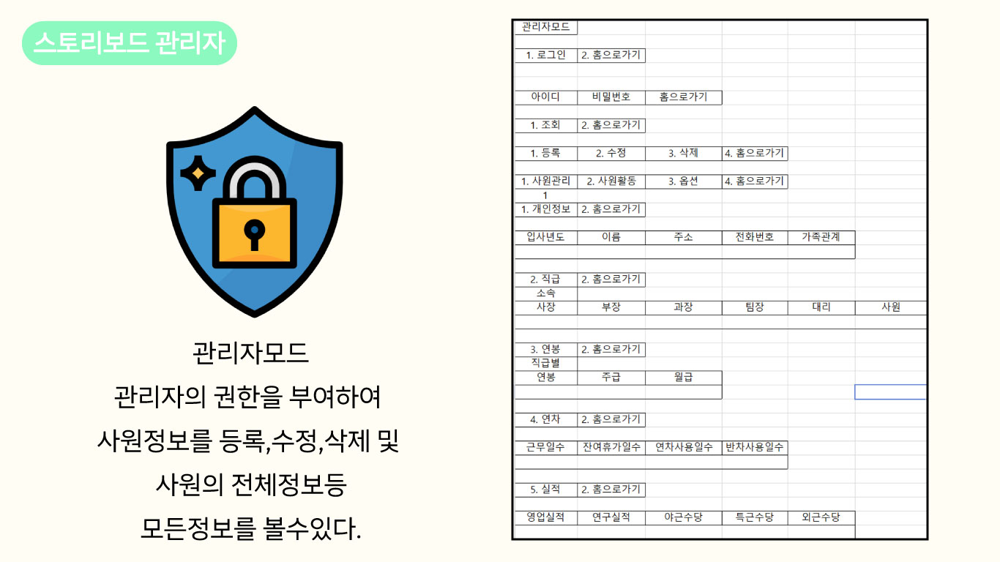 스토리보드 관리자
관리자모드
관리자의 권한을 부여하여
사원정보를 등록,수정,삭제 및
사원의 전체정보등
모든정보를 볼수있다.
관리자모드
1. 로그인 2. 홈으로가기
아이디 비밀번호 홈으로가기
1. 조회 2. 홈으로가기
1. 등록 2. 수정 3. 삭제 4. 홈으로가기
1. 사원관리 2. 사원활동 3. 옵션 4. 홈으로가기
1
1. 개인정보 2. 홈으로가기
입사년도 이름 주소 전화번호 가족관계
2. 직급 2. 홈으로가기
소속
사장 부장 과장 팀장 대리 사원
3. 연봉 2. 홈으로가기
직급별
연봉 주급 월급
4. 연차 2. 홈으로가기
근무일수 잔여휴가일수 연차사용일수 반차사용일수
5. 실적 2. 홈으로가기
영업실적 연구실적 야근수당 특근수당 외근수당